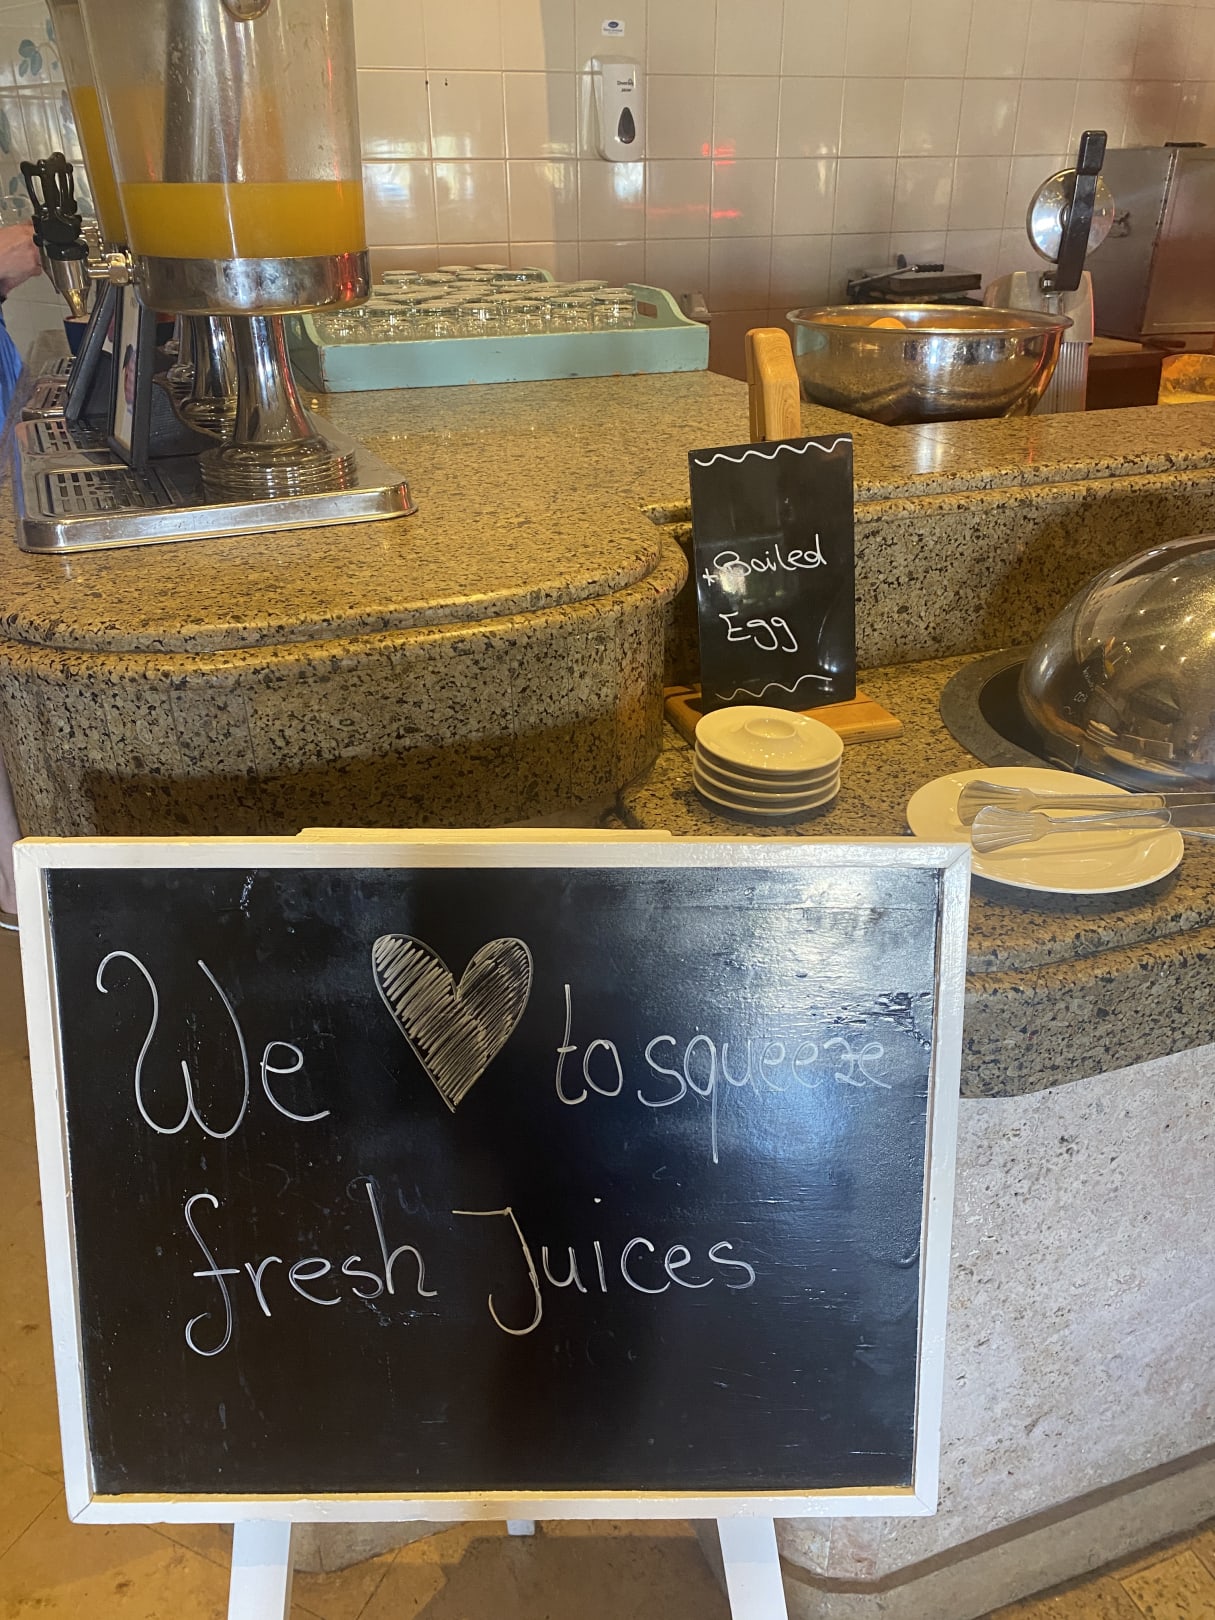 *Boiled
Egg
We ♥ to squeeze
fresh Juices